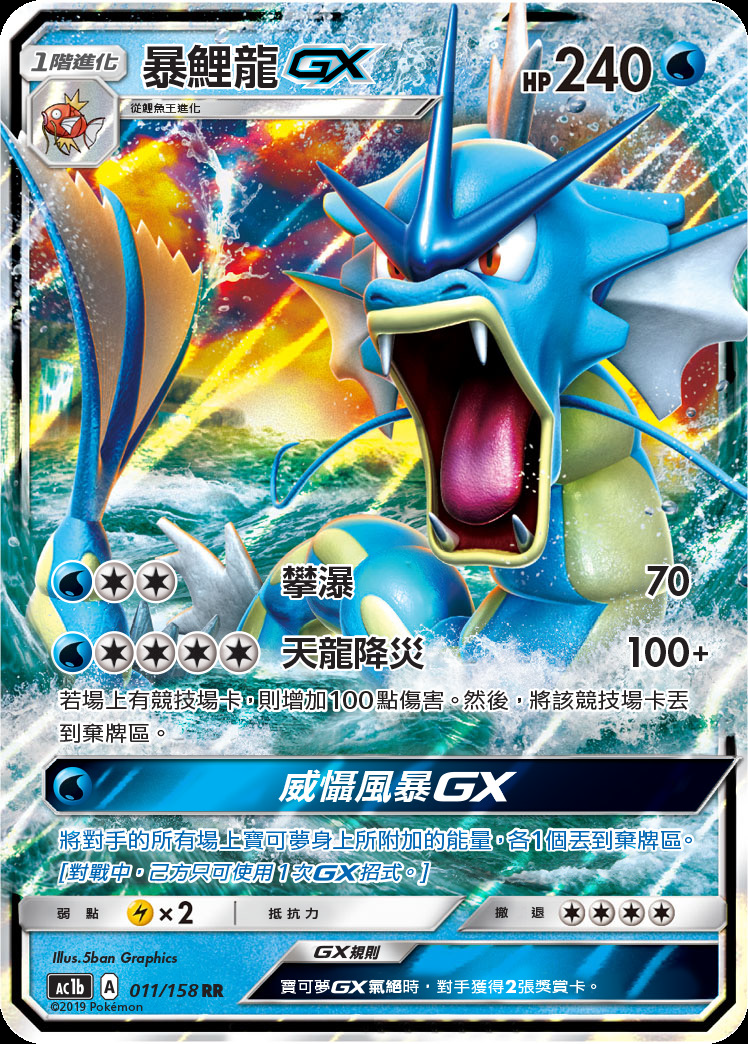 1階進化 暴鯉龍GX HP240
從鯉魚王進化
攀瀑 70
天龍降災 100+
若場上有競技場卡,則增加100點傷害。然後,將該競技場卡丟
到棄牌區。
威懾風暴GX
將對手的所有場上寶可夢身上所附加的能量,各1個丟到棄牌區。
[對戰中,己方只可使用1次GX招式。]
弱點 ×2 抵抗力 撤退
Illus.5ban Graphics
GX規則
AC1b A 011/158 RR
寶可夢GX氣絕時,對手獲得2張獎賞卡。
©2019 Pokémon